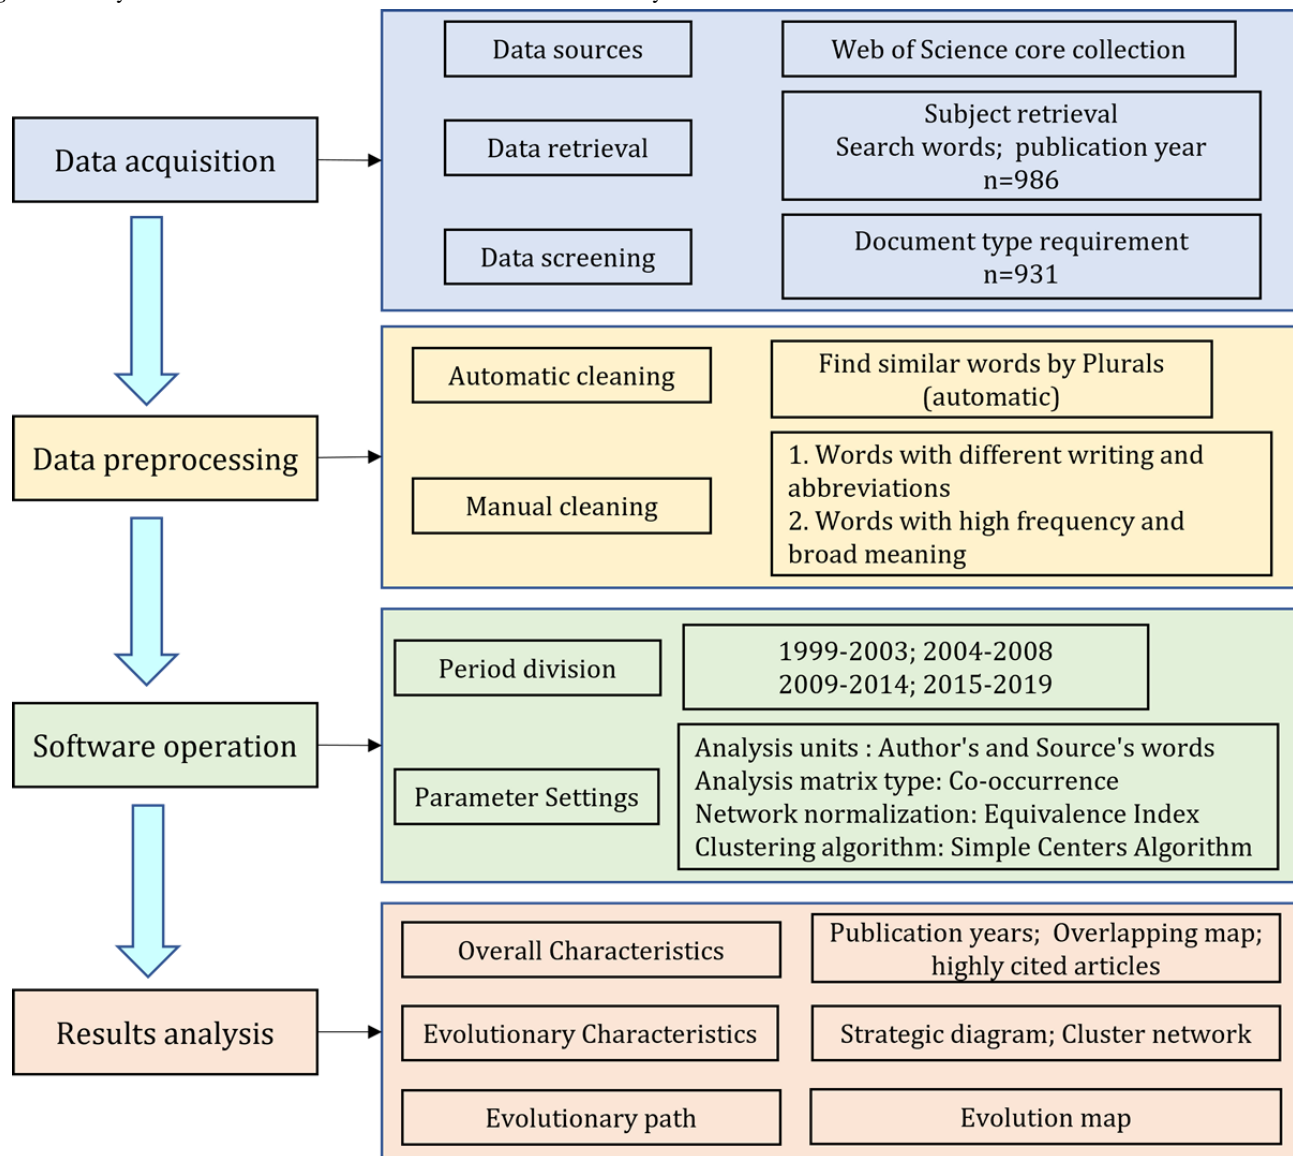 Data acquisition
Data sources
Web of Science core collection
Data retrieval
Subject retrieval
Search words; publication year
n=986
Data screening
Document type requirement
n=931
Data preprocessing
Automatic cleaning
Find similar words by Plurals
(automatic)
Manual cleaning
1. Words with different writing and
abbreviations
2. Words with high frequency and
broad meaning
Software operation
Period division
1999-2003; 2004-2008
2009-2014; 2015-2019
Parameter Settings
Analysis units : Author's and Source's words
Analysis matrix type: Co-occurrence
Network normalization: Equivalence Index
Clustering algorithm: Simple Centers Algorithm
Results analysis
Overall Characteristics
Publication years; Overlapping map;
highly cited articles
Evolutionary Characteristics
Strategic diagram; Cluster network
Evolutionary path
Evolution map